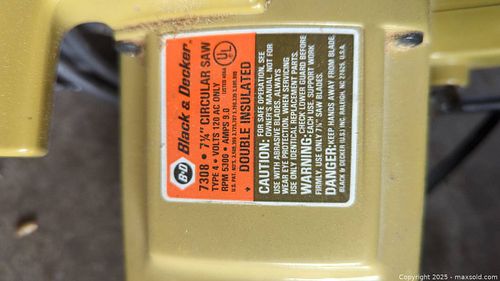 B&D Black & Decker®
7308 • 7¼" CIRCULAR SAW
TYPE 4 • VOLTS 120 AC ONLY
RPM 5300 • AMPS 9.0
UL
DOUBLE INSULATED
CAUTION: FOR SAFE OPERATION, SEE
OWNER'S MANUAL. NOT FOR
USE WITH ABRASIVE BLADES. ALWAYS
WEAR EYE PROTECTION. WHEN SERVICING
USE ONLY IDENTICAL REPLACEMENT PARTS.
WARNING: CHECK LOWER GUARD BEFORE
EACH USE. SUPPORT WORK
FIRMLY. USE ONLY 7¼" SAW BLADES.
DANGER: KEEP HANDS AWAY FROM BLADE.
BLACK & DECKER (U.S.) INC. RALEIGH, NC 27625, U.S.A.
Copyright © 2025 - maxsold.com